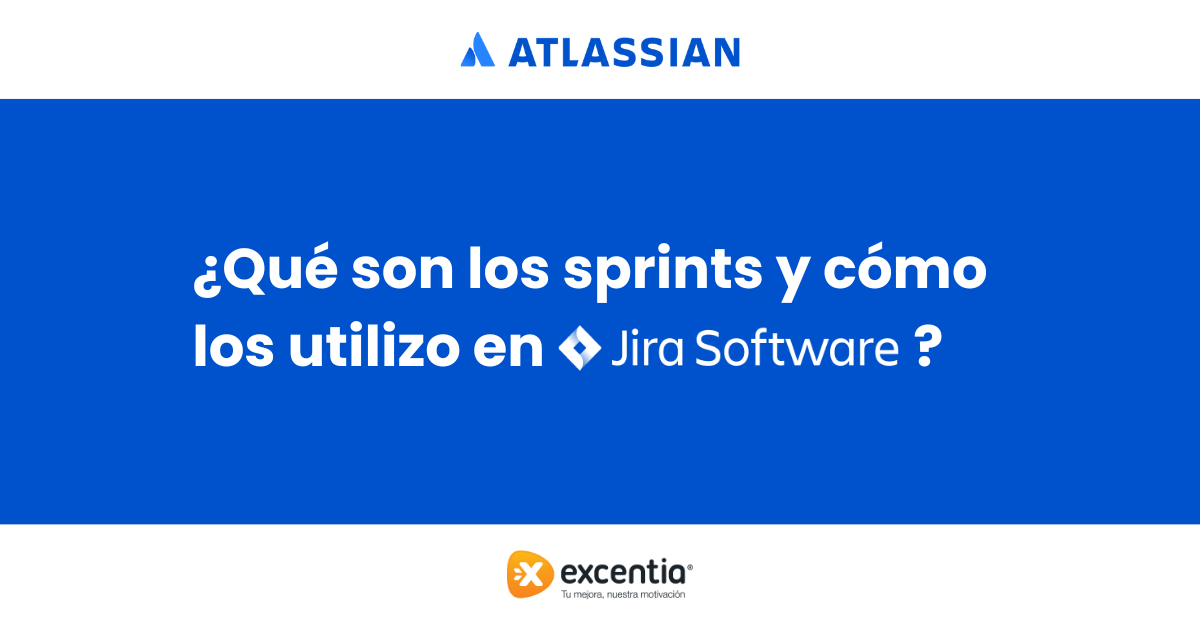 ATLASSIAN
¿Qué son los sprints y cómo
los utilizo en Jira Software ?
excentia®
Tu mejora, nuestra motivación